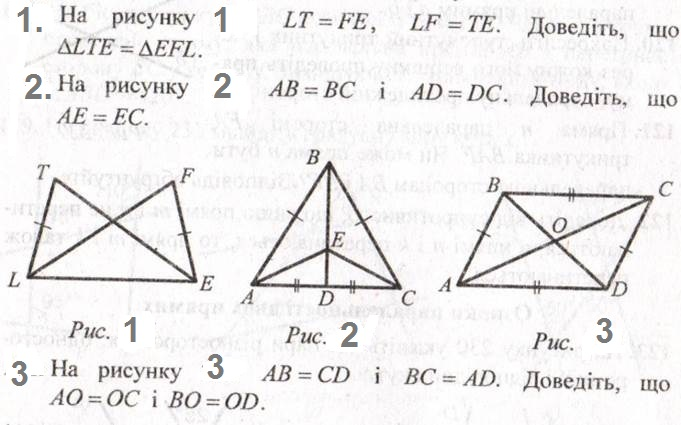 1. На рисунку 1 LT = FE, LF = TE. Доведіть, що
ΔLTE = ΔEFL.
2. На рисунку 2 AB = BC і AD = DC. Доведіть, що
AE = EC.
T F L E
B E A D C
B C O A D
Рис. 1 Рис. 2 Рис. 3
3 На рисунку 3 AB = CD і BC = AD. Доведіть, що
AO = OC і BO = OD.